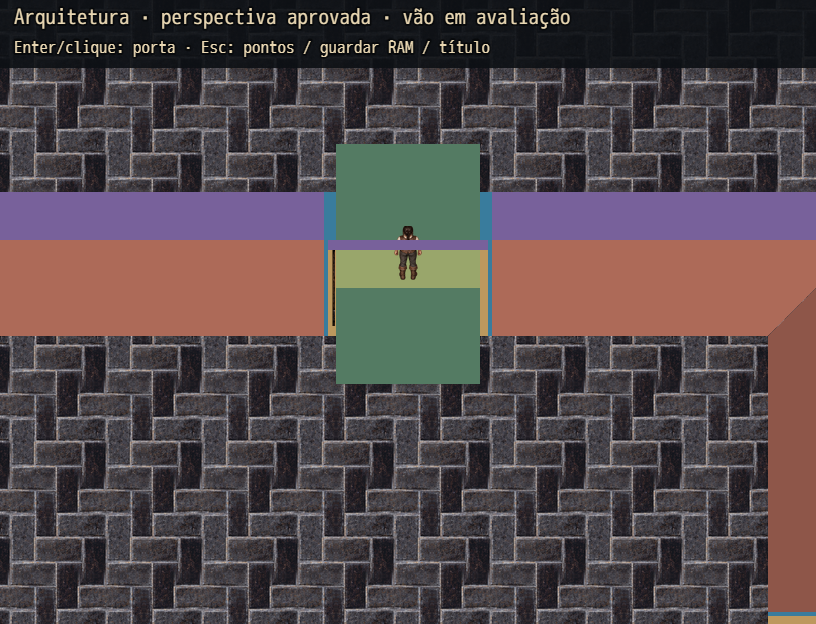 Arquitetura · perspectiva aprovada · vão em avaliação
Enter/clique: porta · Esc: pontos / guardar RAM / título